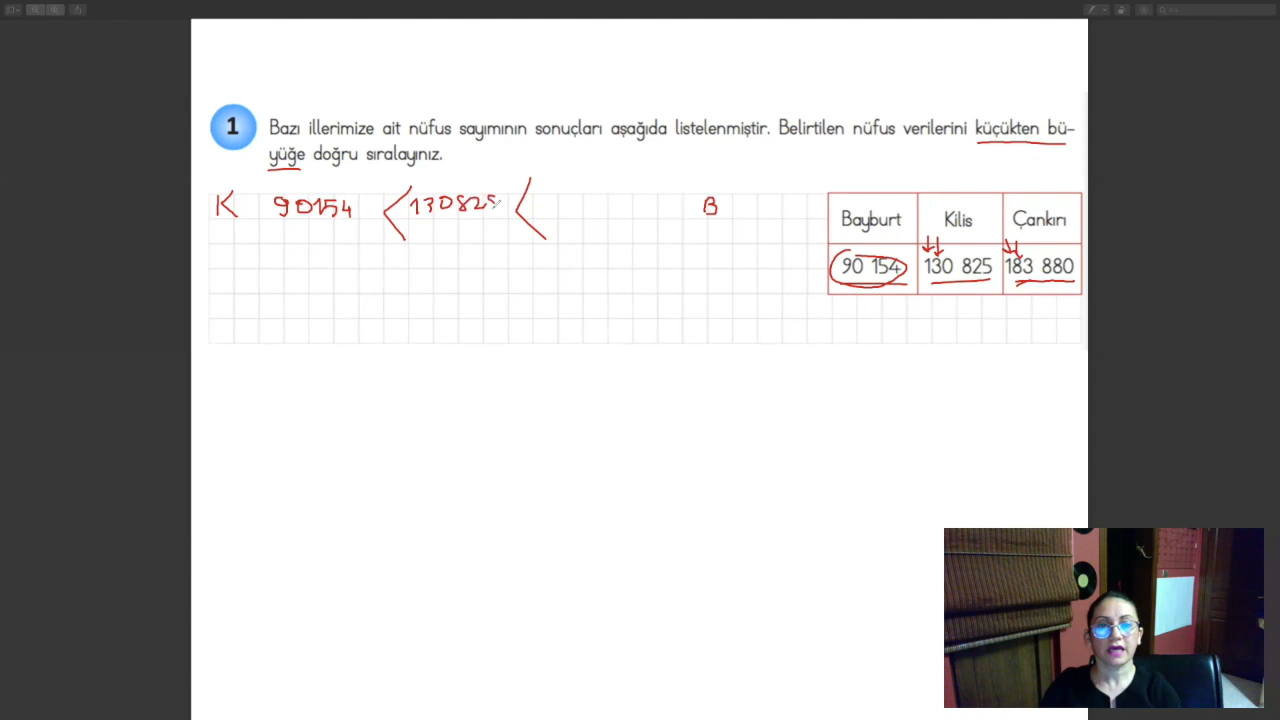 1
Bazı illerimize ait nüfus sayımının sonuçları aşağıda listelenmiştir. Belirtilen nüfus verilerini küçükten bü-
yüğe doğru sıralayınız.
K 90154 < 130825 < B
Bayburt Kilis Çankırı
90 154 130 825 183 880